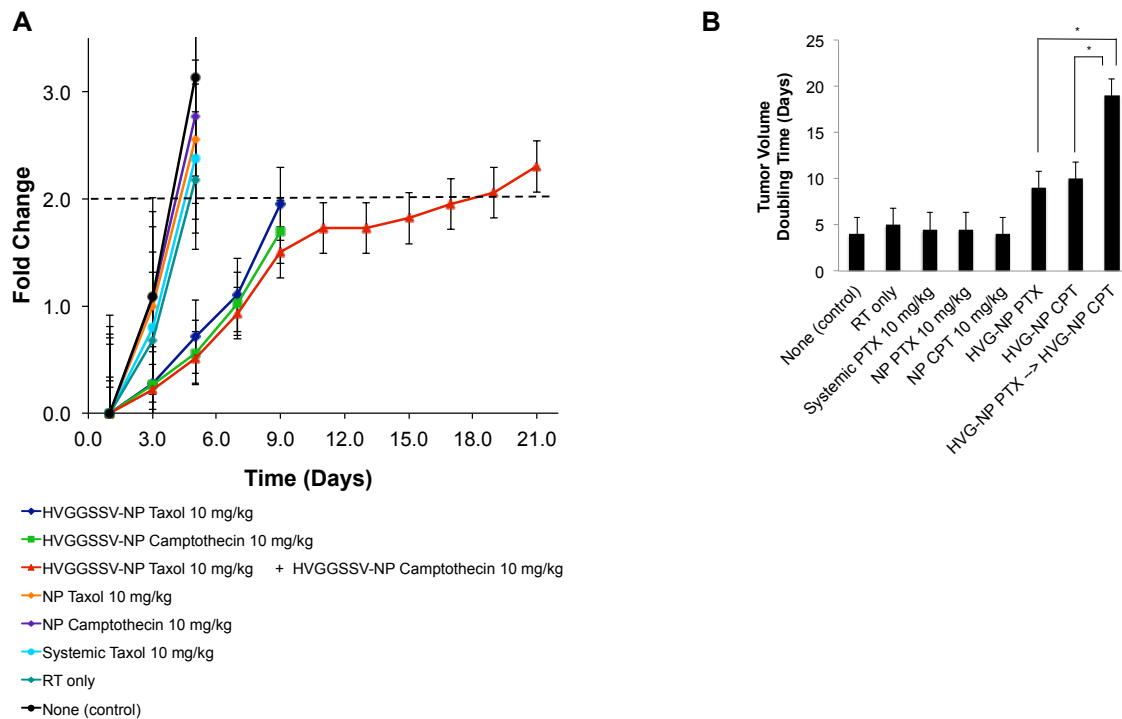 A
Fold Change
3.0
2.0
1.0
0.0
0.0 3.0 6.0 9.0 12.0 15.0 18.0 21.0
Time (Days)
HVGGSSV-NP Taxol 10 mg/kg
HVGGSSV-NP Camptothecin 10 mg/kg
HVGGSSV-NP Taxol 10 mg/kg + HVGGSSV-NP Camptothecin 10 mg/kg
NP Taxol 10 mg/kg
NP Camptothecin 10 mg/kg
Systemic Taxol 10 mg/kg
RT only
None (control)
B
Tumor Volume
Doubling Time (Days)
25
20
15
10
5
0
*
*
None (control)
RT only
Systemic PTX 10 mg/kg
NP PTX 10 mg/kg
NP CPT 10 mg/kg
HVG-NP PTX
HVG-NP CPT
HVG-NP PTX --> HVG-NP CPT